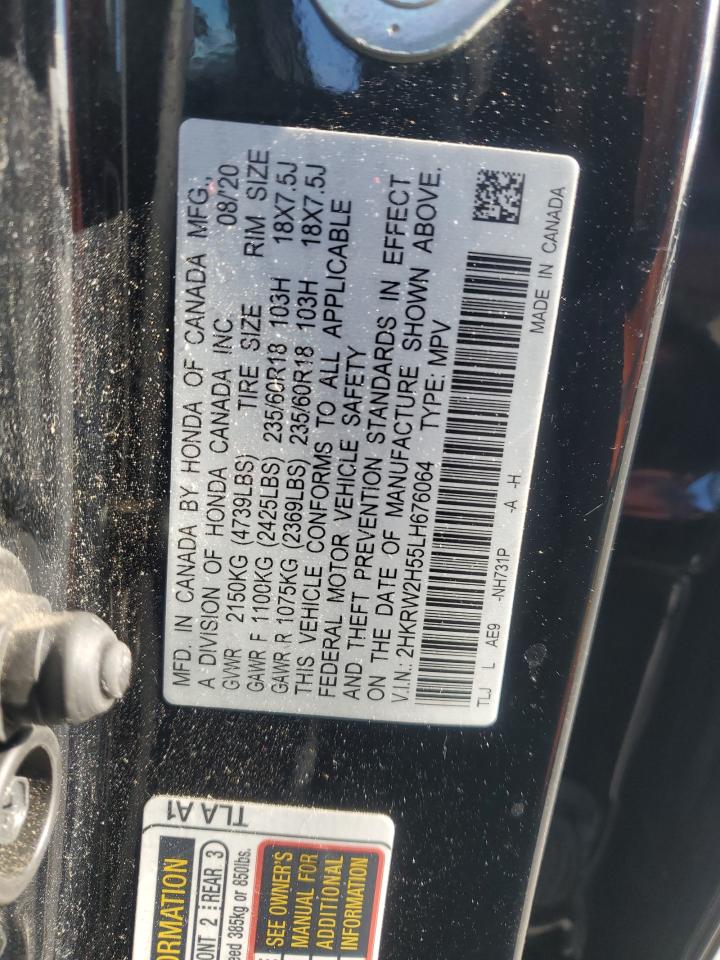 MFD. IN CANADA BY HONDA OF CANADA MFG.,
A DIVISION OF HONDA CANADA INC. 08/20
GVWR 2150KG (4739LBS) TIRE SIZE RIM SIZE
GAWR F 1100KG (2425LBS) 235/60R18 103H 18X7.5J
GAWR R 1075KG (2369LBS) 235/60R18 103H 18X7.5J
THIS VEHICLE CONFORMS TO ALL APPLICABLE
FEDERAL MOTOR VEHICLE SAFETY
AND THEFT PREVENTION STANDARDS IN EFFECT
ON THE DATE OF MANUFACTURE SHOWN ABOVE.
V.I.N.: 2HKRW2H55LH676064 TYPE: MPV
TLJ L AE9 -NH731P -A -H
MADE IN CANADA
TLA A1
ORMATION
ONT 2 REAR 3
eed 385kg or 850lbs.
SEE OWNER'S
MANUAL FOR
ADDITIONAL
INFORMATION